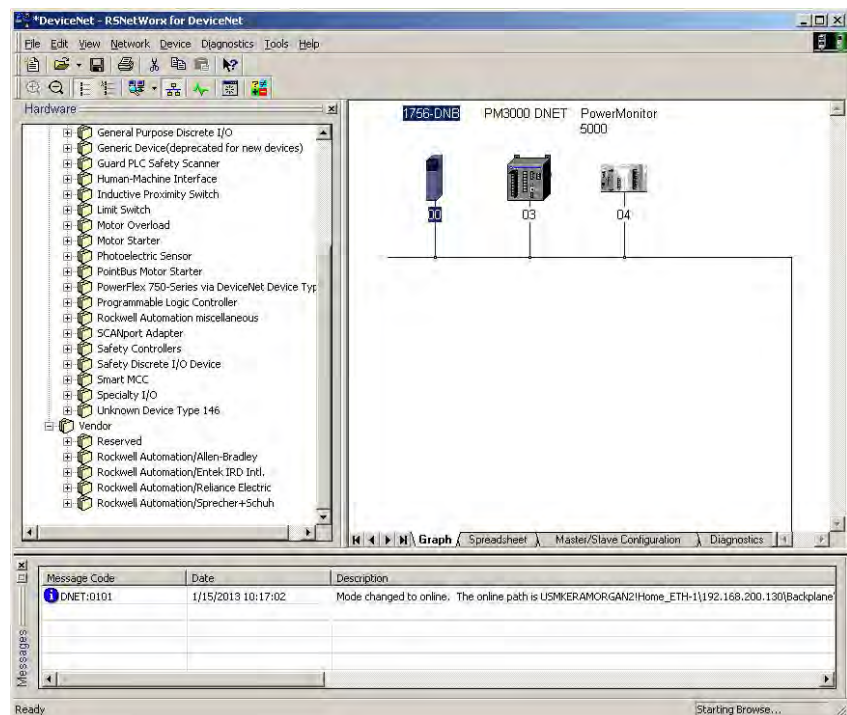 *DeviceNet - RSNetWorx for DeviceNet
File Edit View Network Device Diagnostics Tools Help
Hardware
General Purpose Discrete I/O
Generic Device(deprecated for new devices)
Guard PLC Safety Scanner
Human-Machine Interface
Inductive Proximity Switch
Limit Switch
Motor Overload
Motor Starter
Photoelectric Sensor
PointBus Motor Starter
PowerFlex 750-Series via DeviceNet Device Typ
Programmable Logic Controller
Rockwell Automation miscellaneous
SCANport Adapter
Safety Controllers
Safety Discrete I/O Device
Smart MCC
Specialty I/O
Unknown Device Type 146
Vendor
Reserved
Rockwell Automation/Allen-Bradley
Rockwell Automation/Entek IRD Intl.
Rockwell Automation/Reliance Electric
Rockwell Automation/Sprecher+Schuh
1756-DNB
PM3000 DNET
PowerMonitor
5000
00
03
04
Graph Spreadsheet Master/Slave Configuration Diagnostics
Messages
Message Code Date Description
DNET:0101 1/15/2013 10:17:02 Mode changed to online. The online path is USMKERAMORGAN2!Home_ETH-1\192.168.200.130\Backplane\
Ready
Starting Browse...